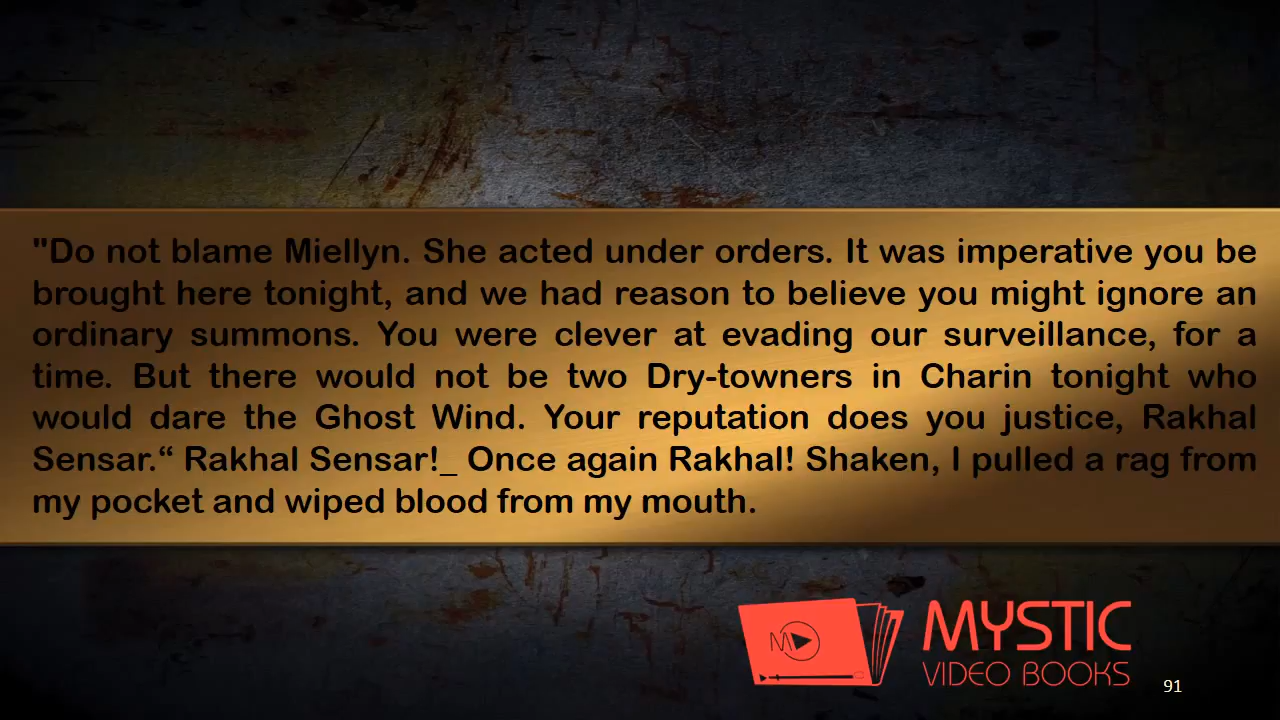 "Do not blame Miellyn. She acted under orders. It was imperative you be
brought here tonight, and we had reason to believe you might ignore an
ordinary summons. You were clever at evading our surveillance, for a
time. But there would not be two Dry-towners in Charin tonight who
would dare the Ghost Wind. Your reputation does you justice, Rakhal
Sensar.“ Rakhal Sensar!_ Once again Rakhal! Shaken, I pulled a rag from
my pocket and wiped blood from my mouth.
M
MYSTIC
VIDEO BOOKS
91